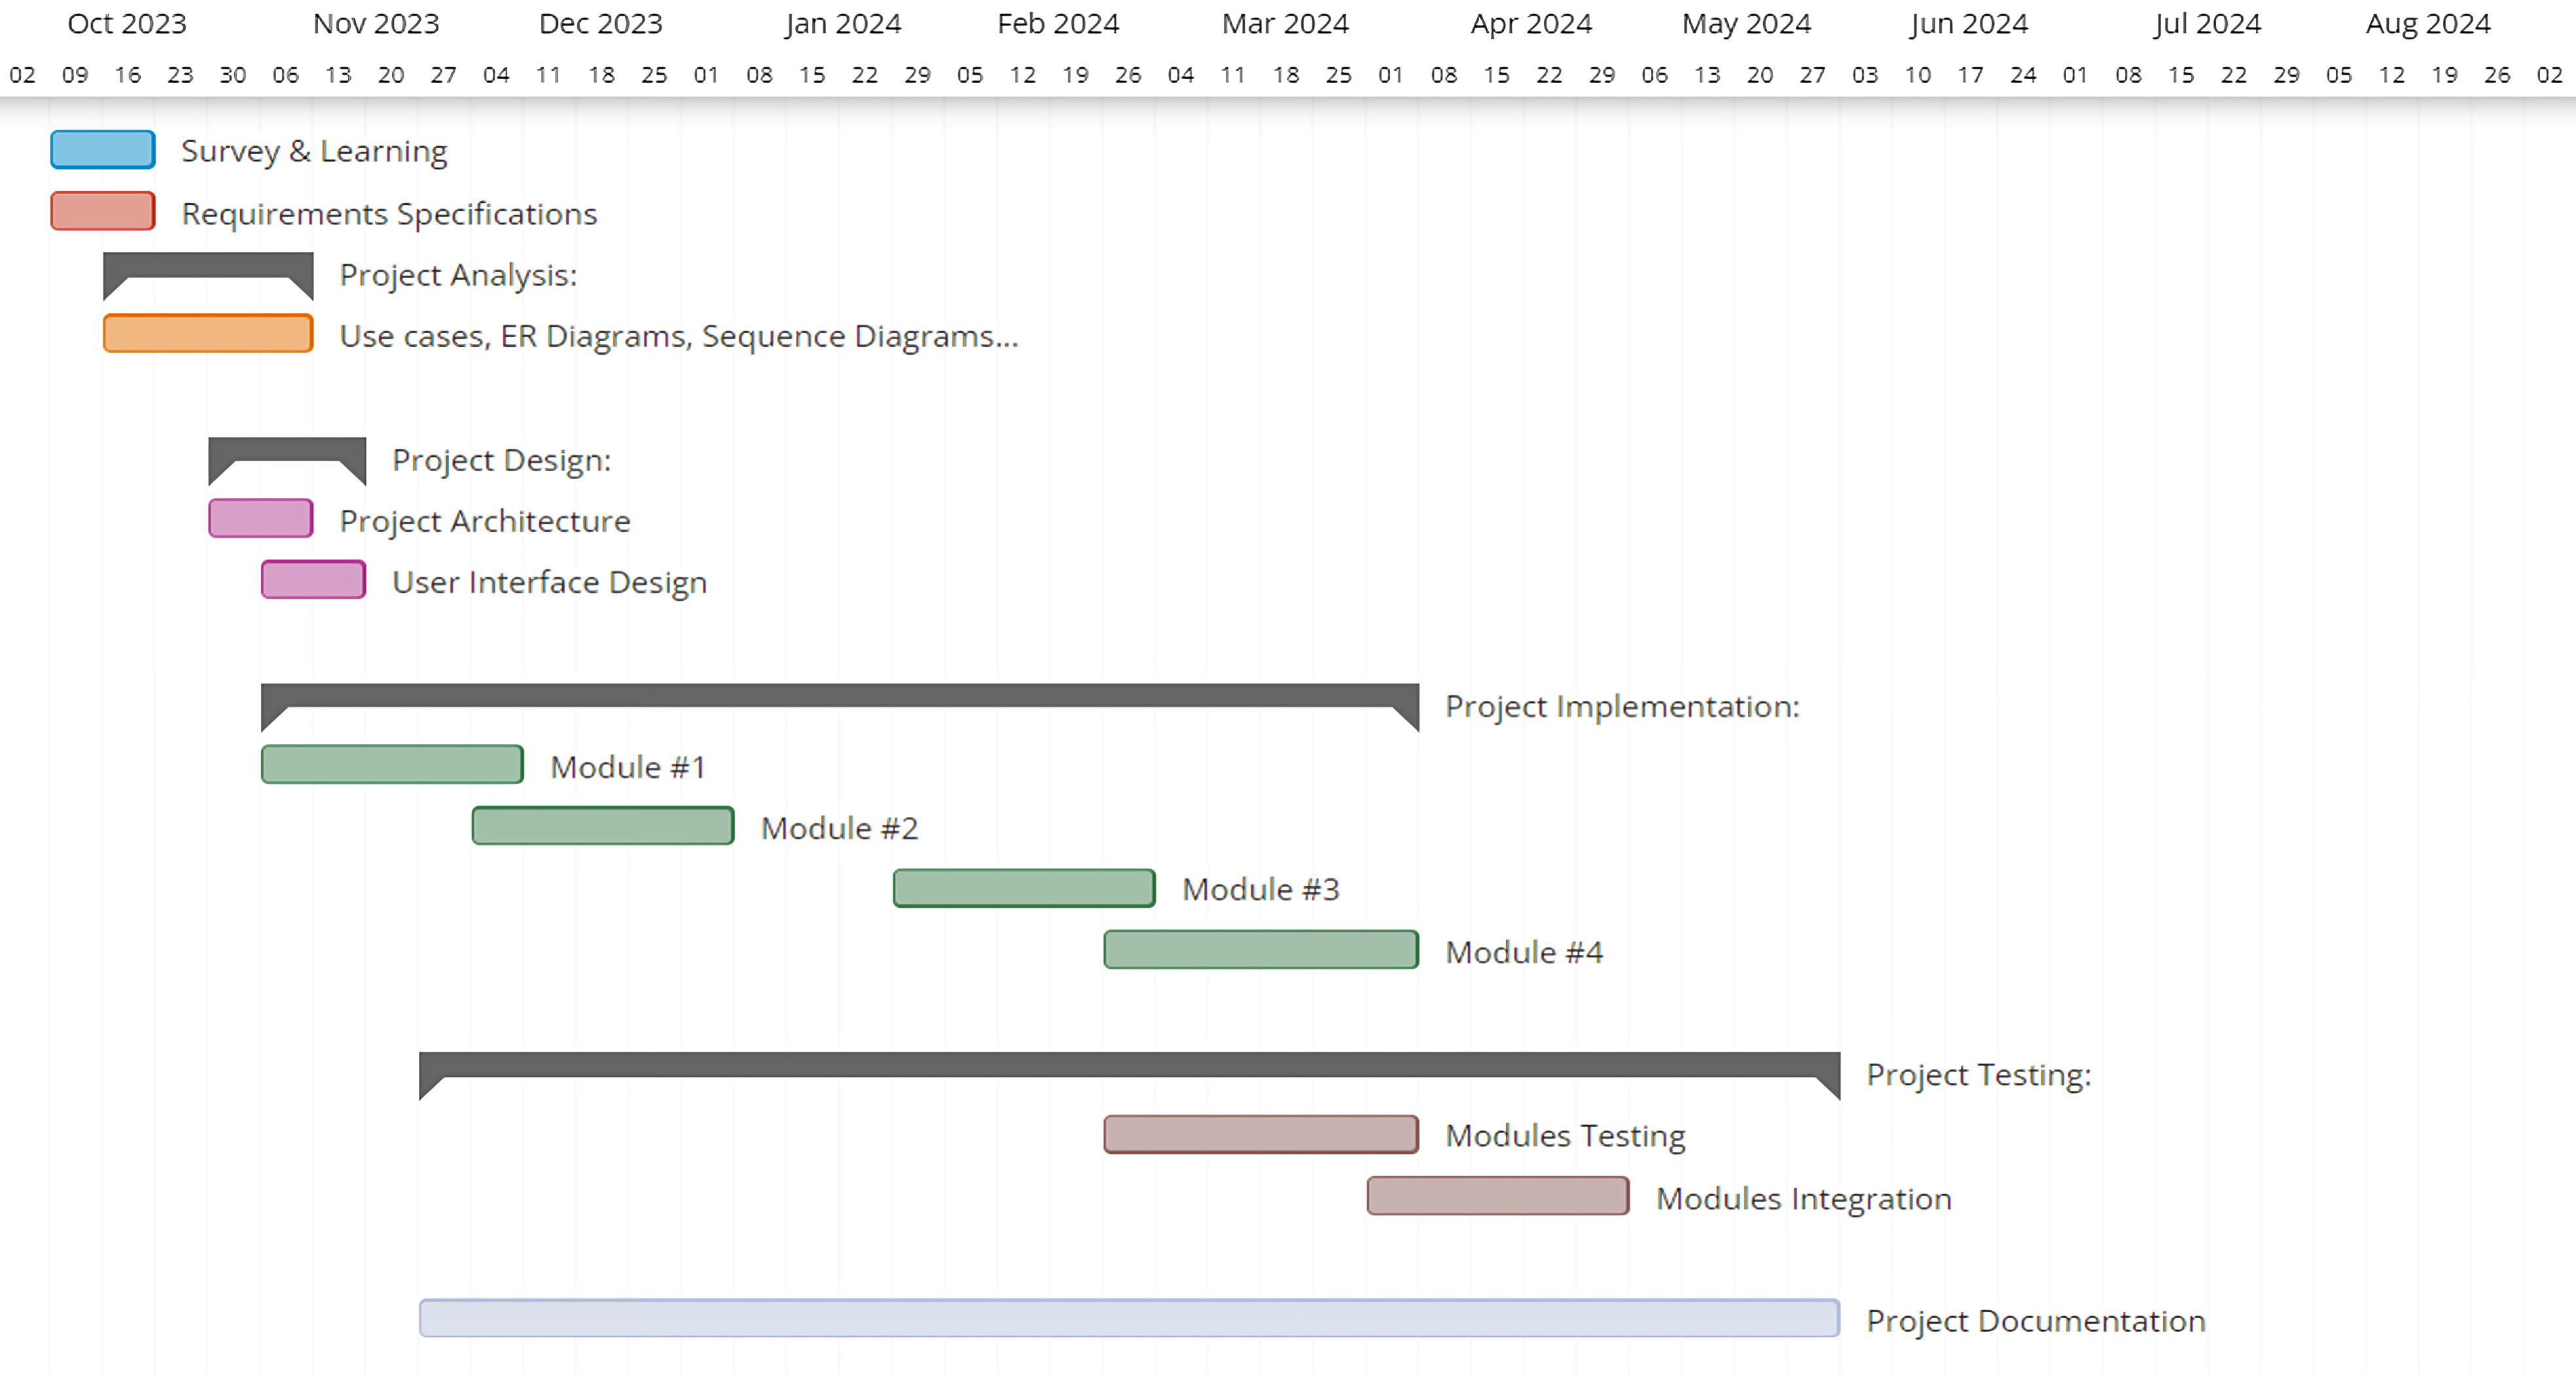 Oct 2023 Nov 2023 Dec 2023 Jan 2024 Feb 2024 Mar 2024 Apr 2024 May 2024 Jun 2024 Jul 2024 Aug 2024
02 09 16 23 30 06 13 20 27 04 11 18 25 01 08 15 22 29 05 12 19 26 04 11 18 25 01 08 15 22 29 06 13 20 27 03 10 17 24 01 08 15 22 29 05 12 19 26 02
Survey & Learning
Requirements Specifications
Project Analysis:
Use cases, ER Diagrams, Sequence Diagrams...
Project Design:
Project Architecture
User Interface Design
Project Implementation:
Module #1
Module #2
Module #3
Module #4
Project Testing:
Modules Testing
Modules Integration
Project Documentation